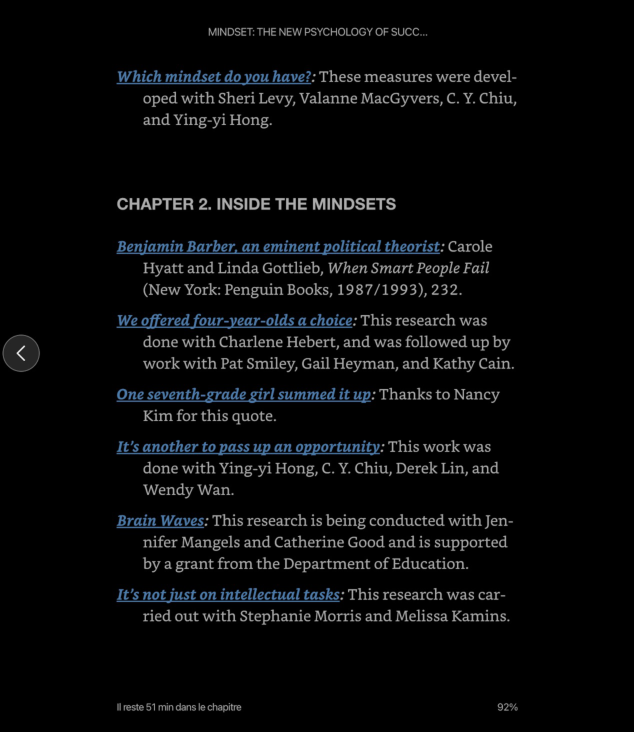 MINDSET: THE NEW PSYCHOLOGY OF SUCC...
Which mindset do you have?: These measures were devel-
oped with Sheri Levy, Valanne MacGyvers, C. Y. Chiu,
and Ying-yi Hong.
CHAPTER 2. INSIDE THE MINDSETS
Benjamin Barber, an eminent political theorist: Carole
Hyatt and Linda Gottlieb, When Smart People Fail
(New York: Penguin Books, 1987/1993), 232.
We offered four-year-olds a choice: This research was
done with Charlene Hebert, and was followed up by
work with Pat Smiley, Gail Heyman, and Kathy Cain.
One seventh-grade girl summed it up: Thanks to Nancy
Kim for this quote.
It's another to pass up an opportunity: This work was
done with Ying-yi Hong, C. Y. Chiu, Derek Lin, and
Wendy Wan.
Brain Waves: This research is being conducted with Jen-
nifer Mangels and Catherine Good and is supported
by a grant from the Department of Education.
It's not just on intellectual tasks: This research was car-
ried out with Stephanie Morris and Melissa Kamins.
Il reste 51 min dans le chapitre
92%